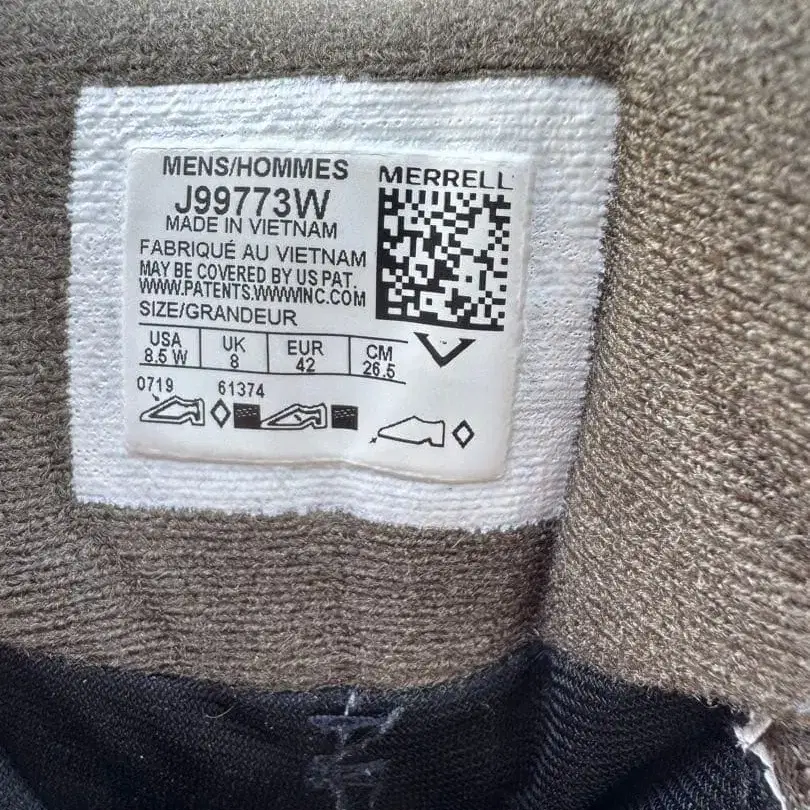 MENS/HOMMES
MERRELL
J99773W
MADE IN VIETNAM
FABRIQUÉ AU VIETNAM
MAY BE COVERED BY US PAT.
WWW.PATENTS.WWWINC.COM
SIZE/GRANDEUR
USA UK EUR CM
8.5 W 8 42 26.5
0719 61374